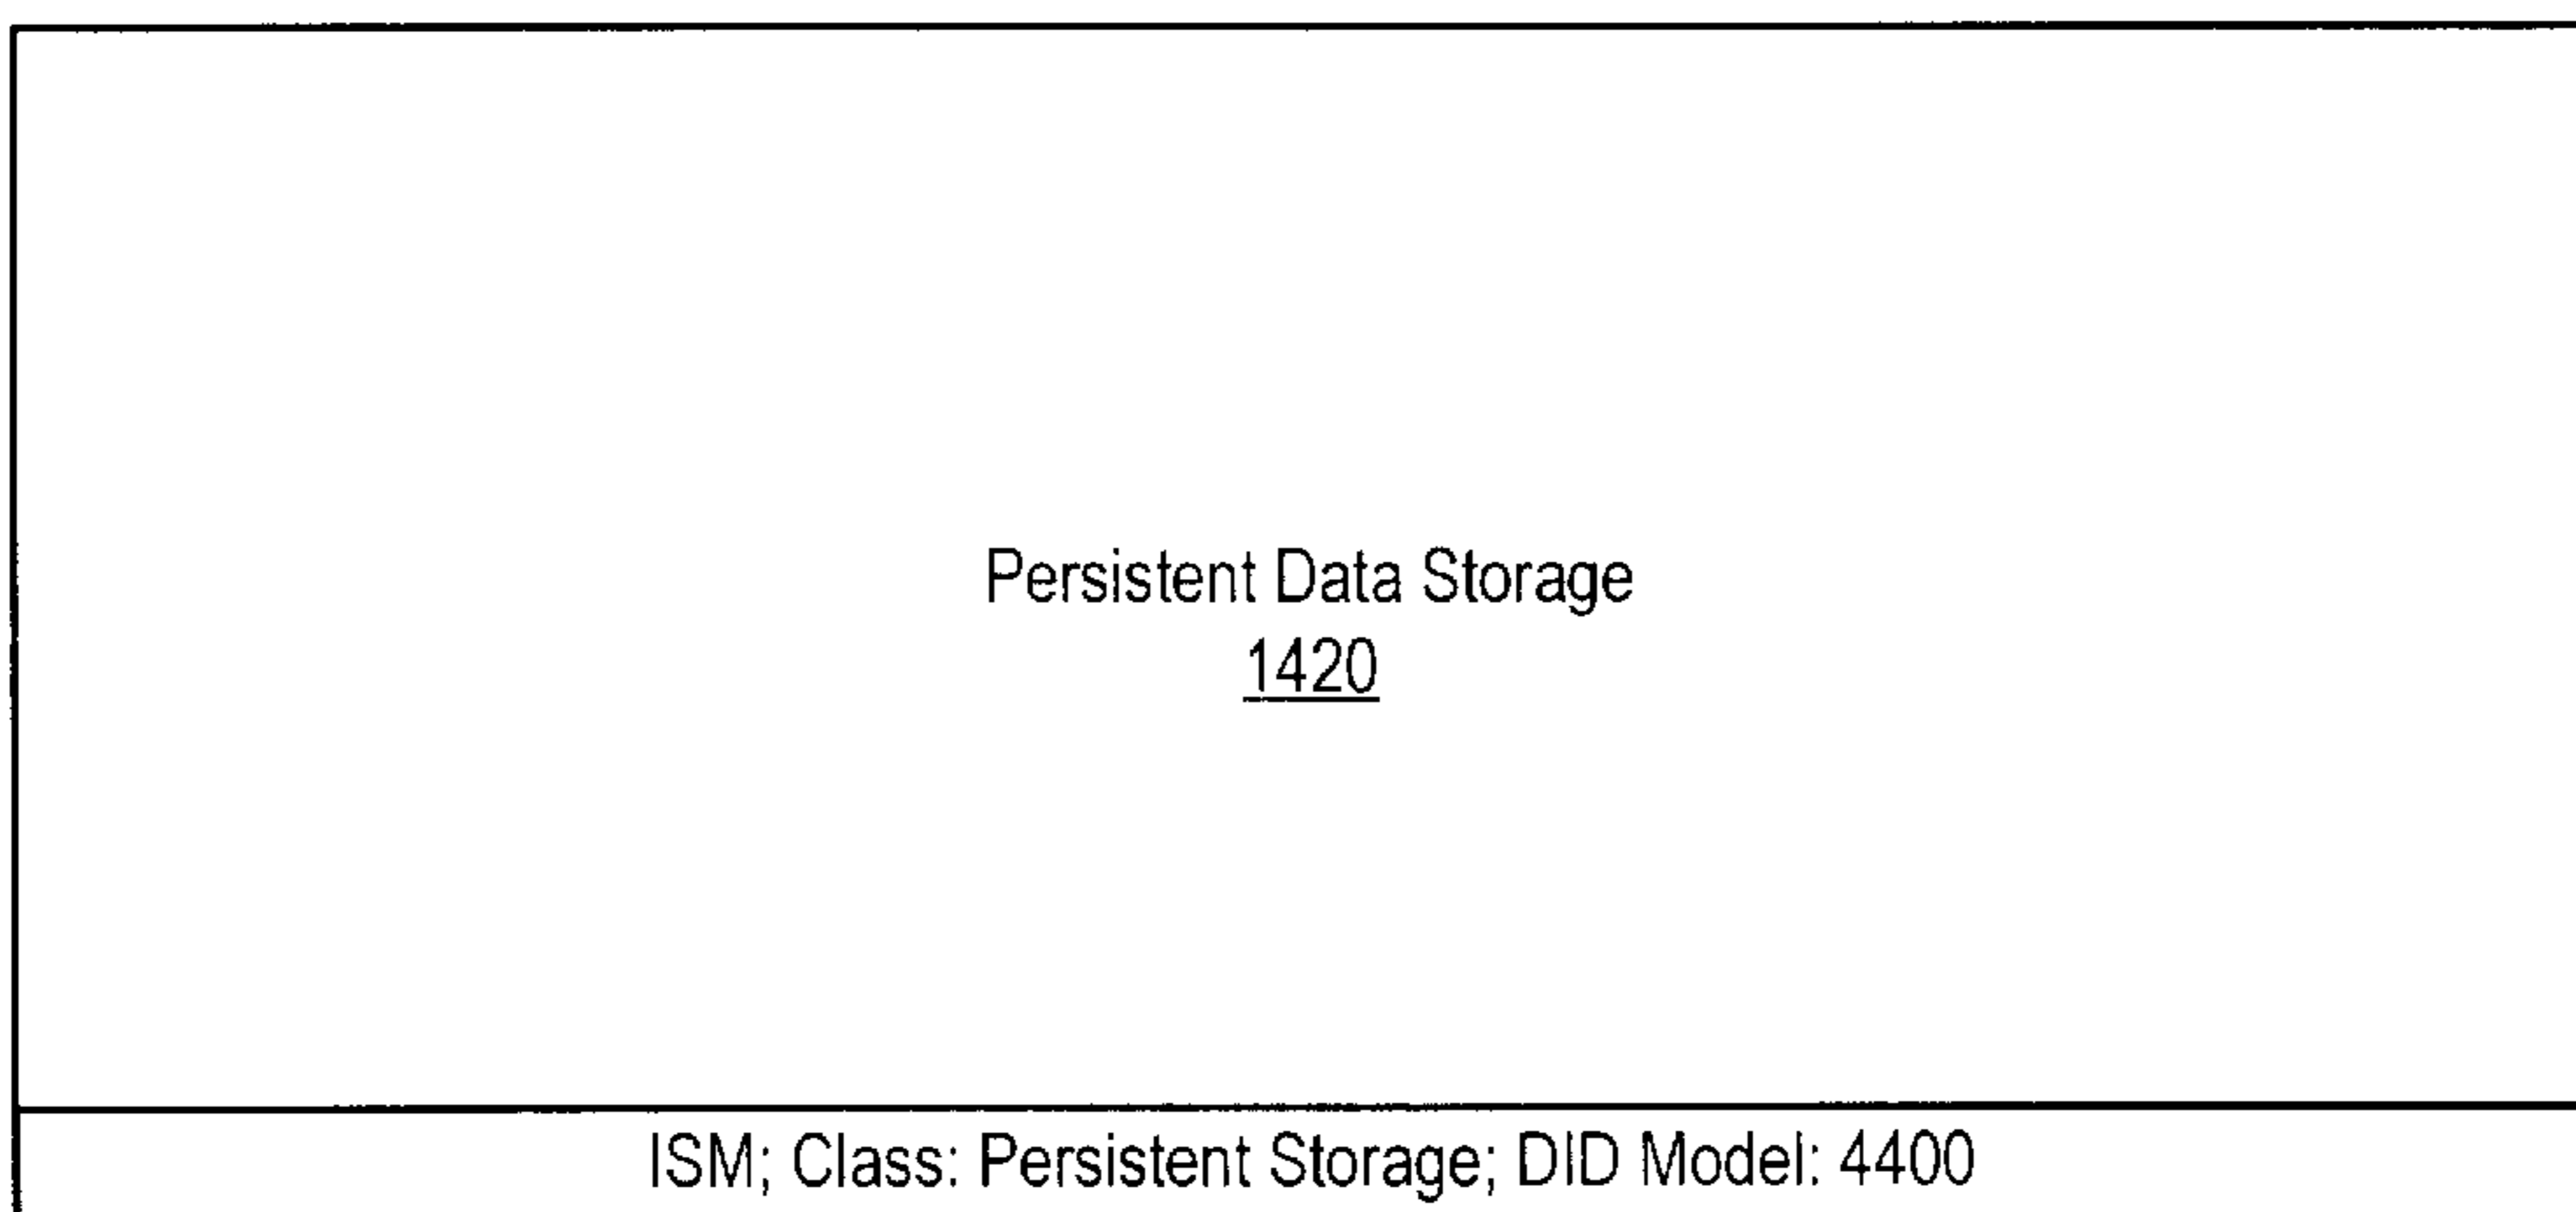 Persistent Data Storage
1420
ISM; Class: Persistent Storage; DID Model: 4400